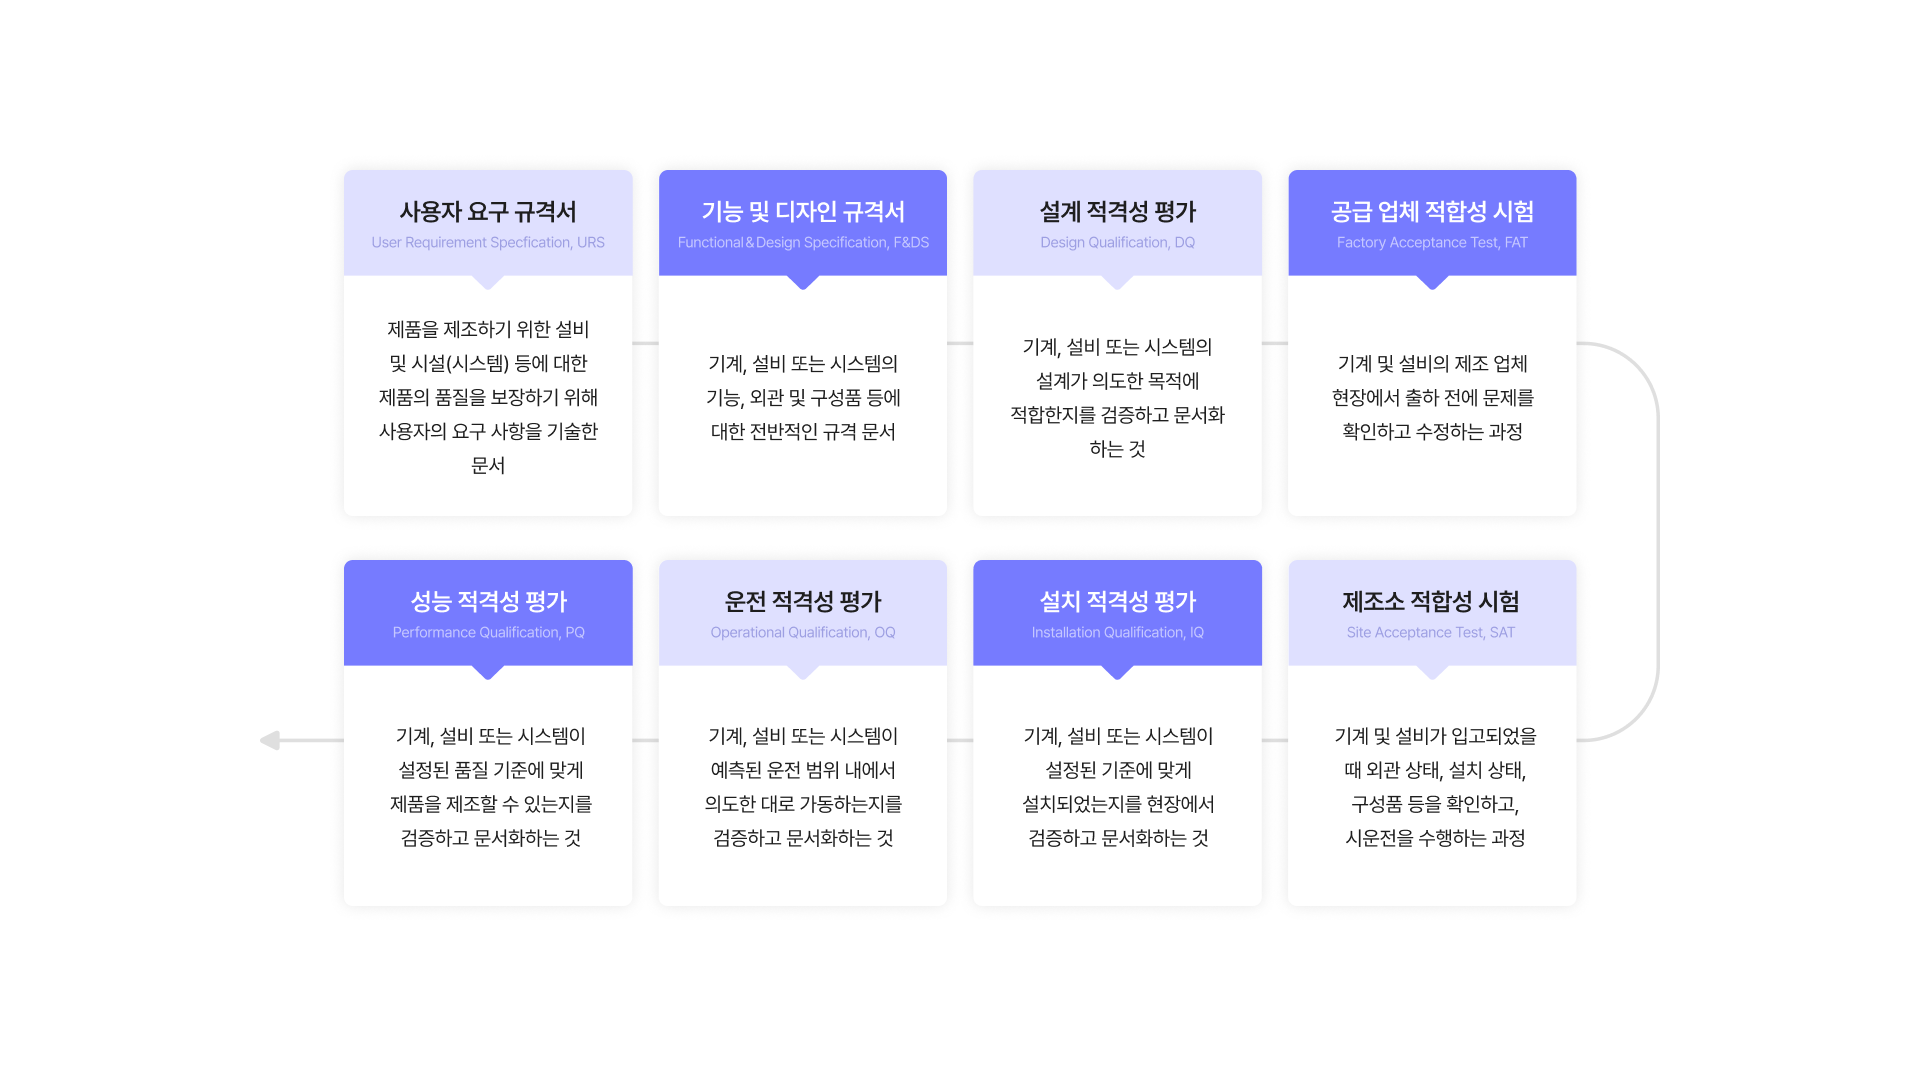 사용자 요구 규격서
User Requirement Specfication, URS
제품을 제조하기 위한 설비
및 시설(시스템) 등에 대한
제품의 품질을 보장하기 위해
사용자의 요구 사항을 기술한
문서
기능 및 디자인 규격서
Functional & Design Specification, F&DS
기계, 설비 또는 시스템의
기능, 외관 및 구성품 등에
대한 전반적인 규격 문서
설계 적격성 평가
Design Qualification, DQ
기계, 설비 또는 시스템의
설계가 의도한 목적에
적합한지를 검증하고 문서화
하는 것
공급 업체 적합성 시험
Factory Acceptance Test, FAT
기계 및 설비의 제조 업체
현장에서 출하 전에 문제를
확인하고 수정하는 과정
제조소 적합성 시험
Site Acceptance Test, SAT
기계 및 설비가 입고되었을
때 외관 상태, 설치 상태,
구성품 등을 확인하고,
시운전을 수행하는 과정
설치 적격성 평가
Installation Qualification, IQ
기계, 설비 또는 시스템이
설정된 기준에 맞게
설치되었는지를 현장에서
검증하고 문서화하는 것
운전 적격성 평가
Operational Qualification, OQ
기계, 설비 또는 시스템이
예측된 운전 범위 내에서
의도한 대로 가동하는지를
검증하고 문서화하는 것
성능 적격성 평가
Performance Qualification, PQ
기계, 설비 또는 시스템이
설정된 품질 기준에 맞게
제품을 제조할 수 있는지를
검증하고 문서화하는 것